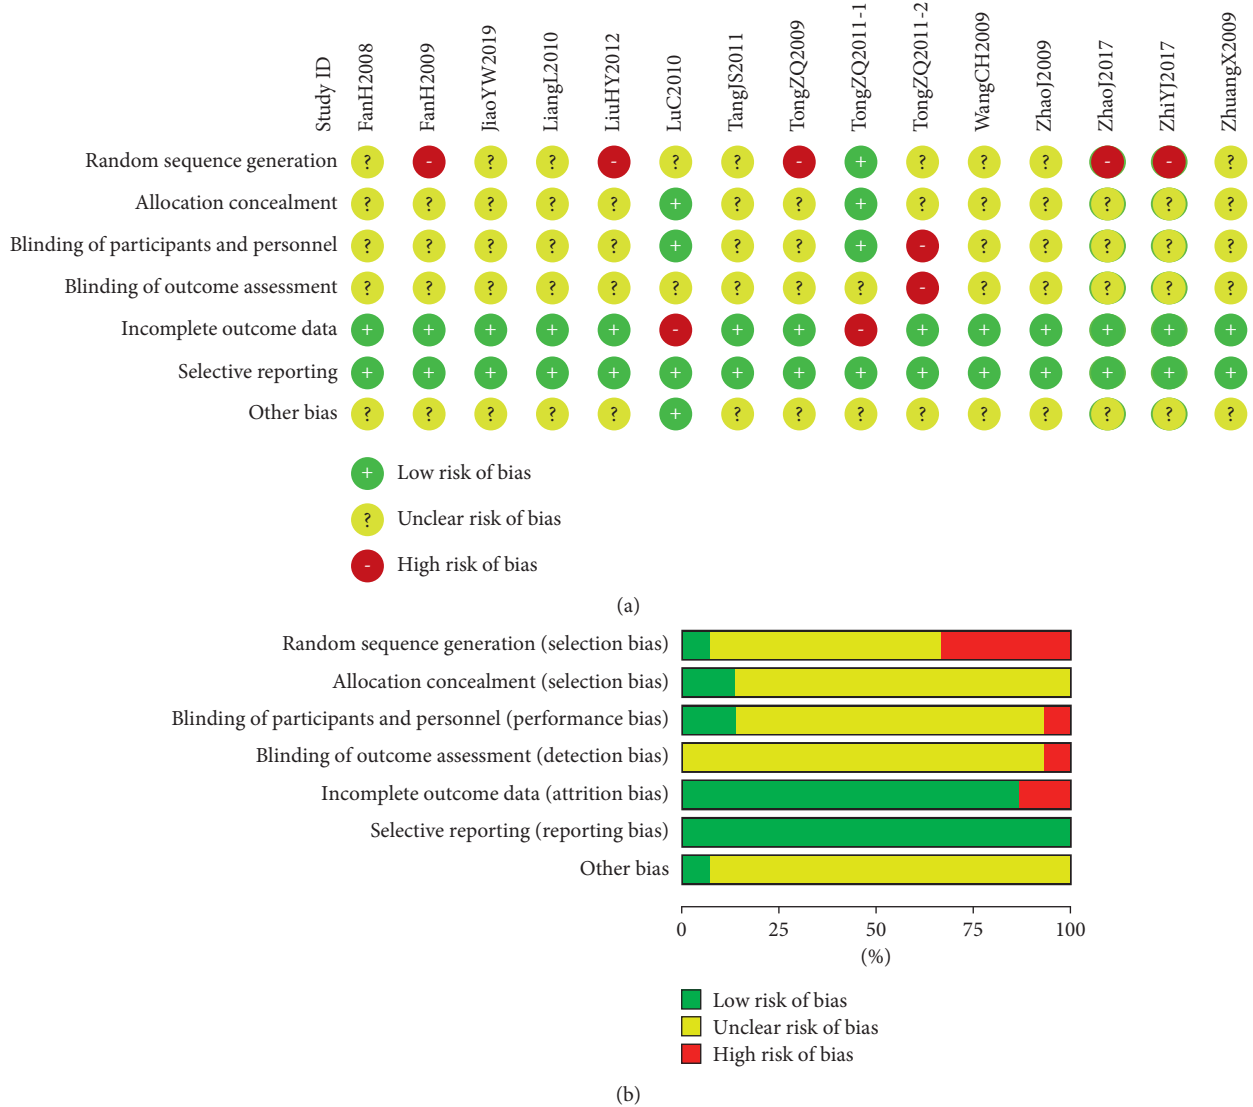 Study ID FanH2008 FanH2009 JiaoYW2019 LiangL2010 LiuHY2012 LuC2010 TangJS2011 TongZQ2009 TongZQ2011-1 TongZQ2011-2 WangCH2009 ZhaoJ2009 ZhaoJ2017 ZhiYJ2017 ZhuangX2009
Random sequence generation ? - ? ? - ? ? - + ? ? ? - - ?
Allocation concealment ? ? ? ? ? + ? ? + ? ? ? ? ? ?
Blinding of participants and personnel ? ? ? ? ? + ? ? + - ? ? ? ? ?
Blinding of outcome assessment ? ? ? ? ? ? ? ? ? - ? ? ? ? ?
Incomplete outcome data + + + + + - + + - + + + + + +
Selective reporting + + + + + + + + + + + + + + +
Other bias ? ? ? ? ? + ? ? ? ? ? ? ? ? ?
+ Low risk of bias
? Unclear risk of bias
- High risk of bias
(a)
Random sequence generation (selection bias)
Allocation concealment (selection bias)
Blinding of participants and personnel (performance bias)
Blinding of outcome assessment (detection bias)
Incomplete outcome data (attrition bias)
Selective reporting (reporting bias)
Other bias
0 25 50 75 100
(%)
Low risk of bias
Unclear risk of bias
High risk of bias
(b)